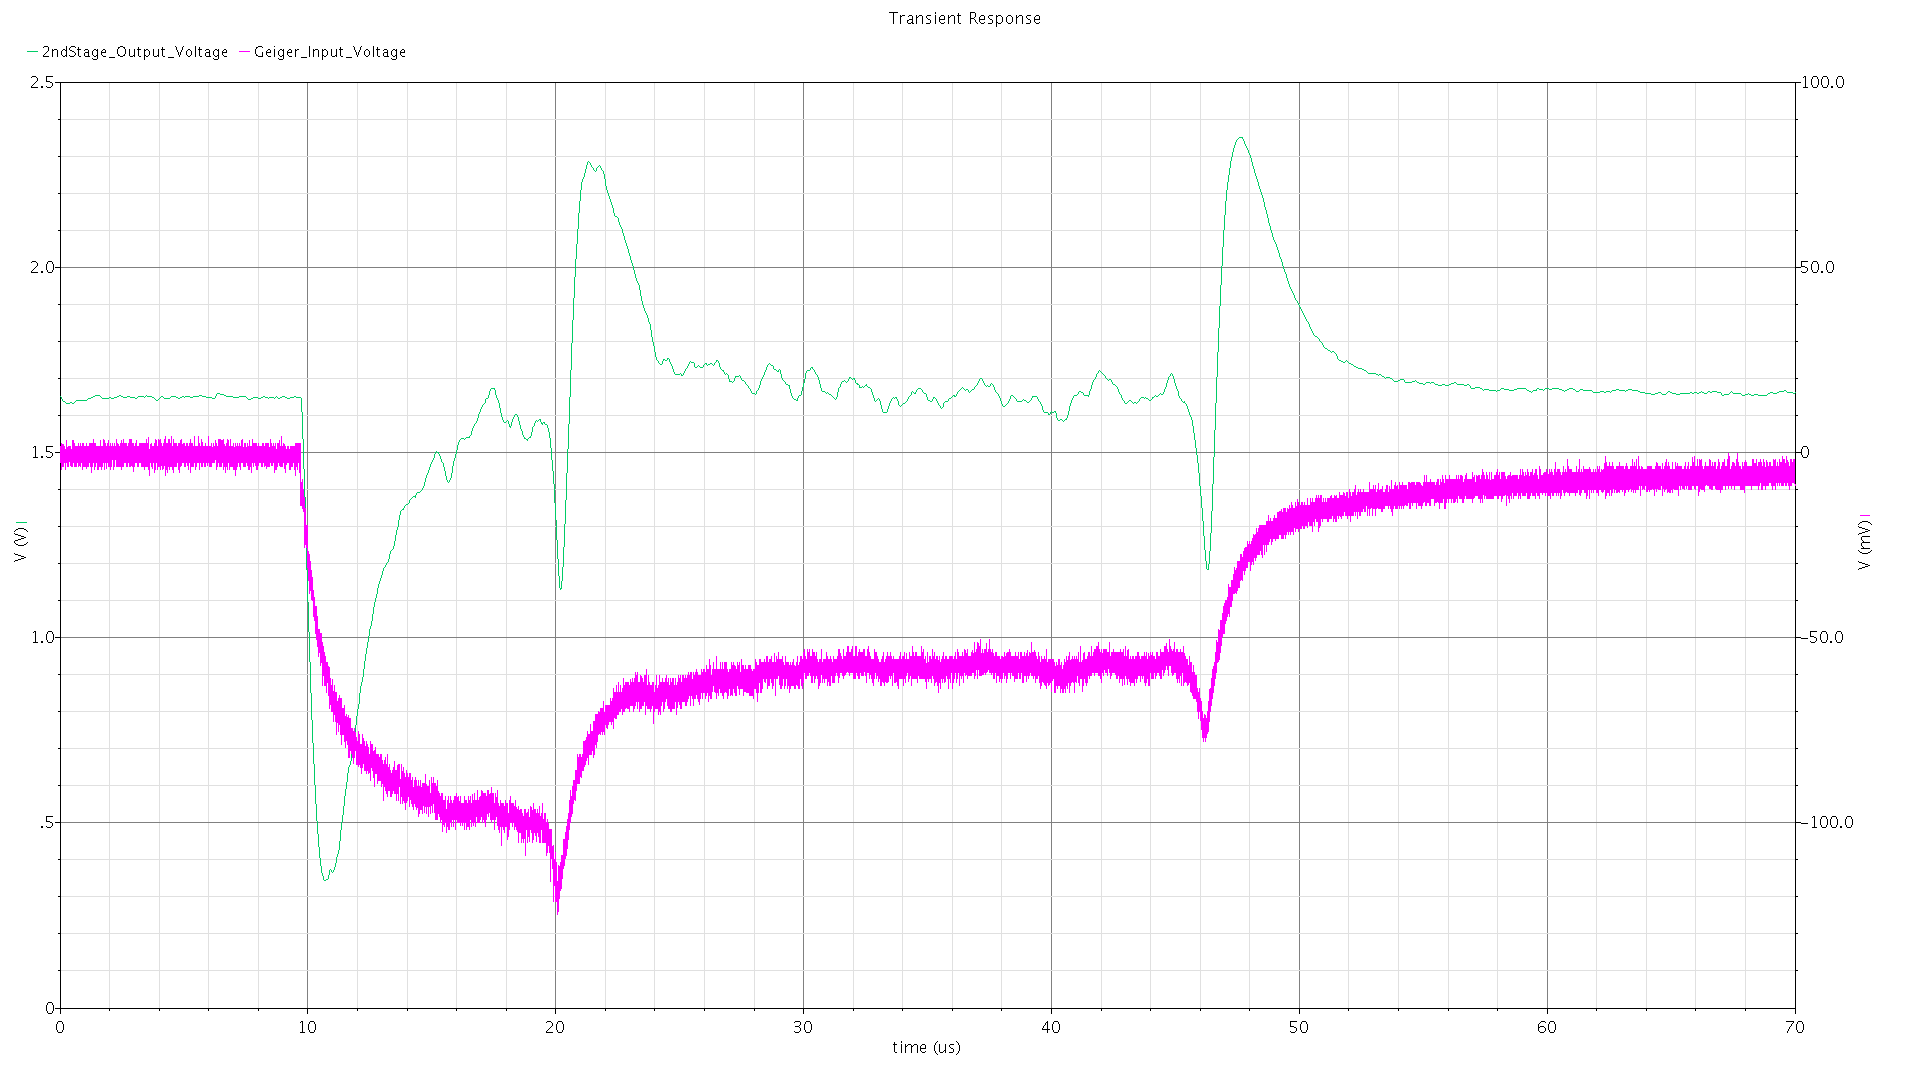 Transient Response
2ndStage_Output_Voltage Geiger_Input_Voltage
2.5
2.0
1.5
1.0
.5
0
100.0
50.0
0
−50.0
−100.0
V (V)
V (mV)
0 10 20 30 40 50 60 70
time (us)